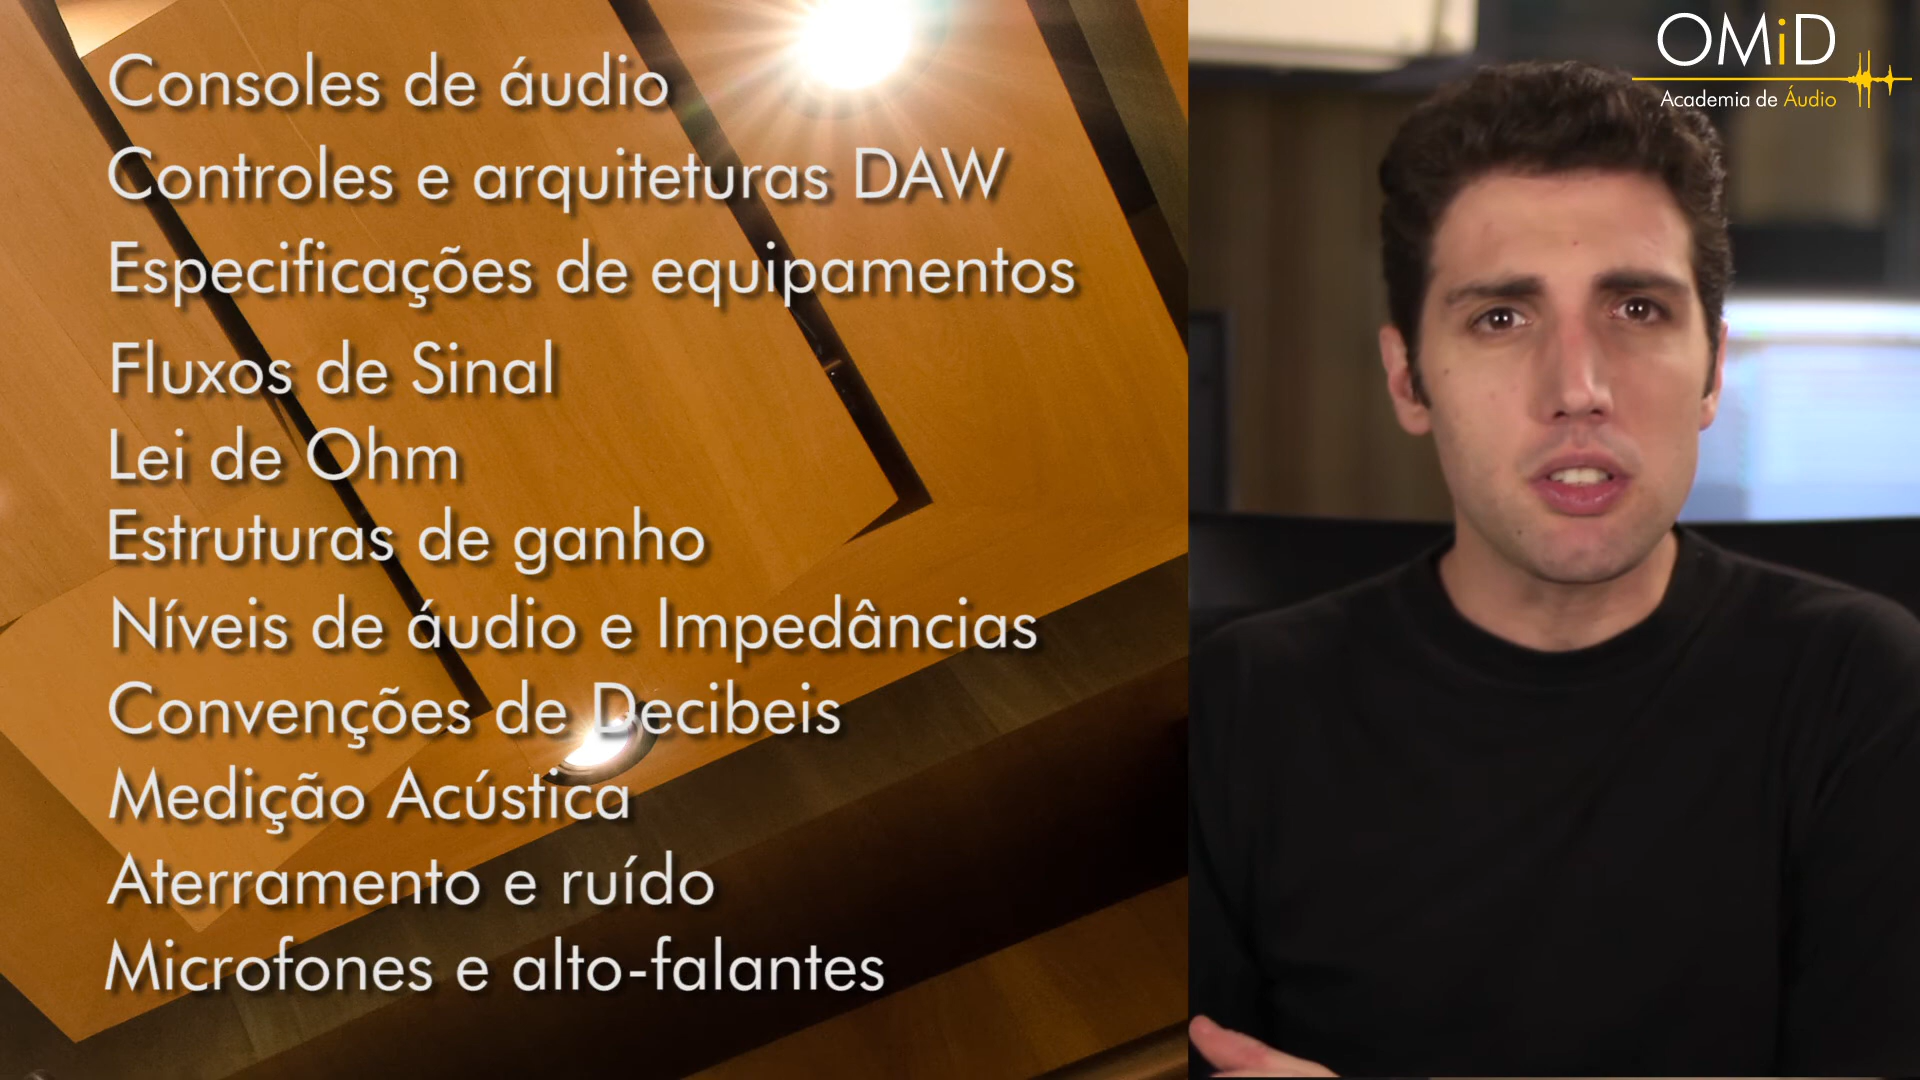 Consoles de áudio
Controles e arquiteturas DAW
Especificações de equipamentos
Fluxos de Sinal
Lei de Ohm
Estruturas de ganho
Níveis de áudio e Impedâncias
Convenções de Decibeis
Medição Acústica
Aterramento e ruído
Microfones e alto-falantes
OMiD
Academia de Áudio